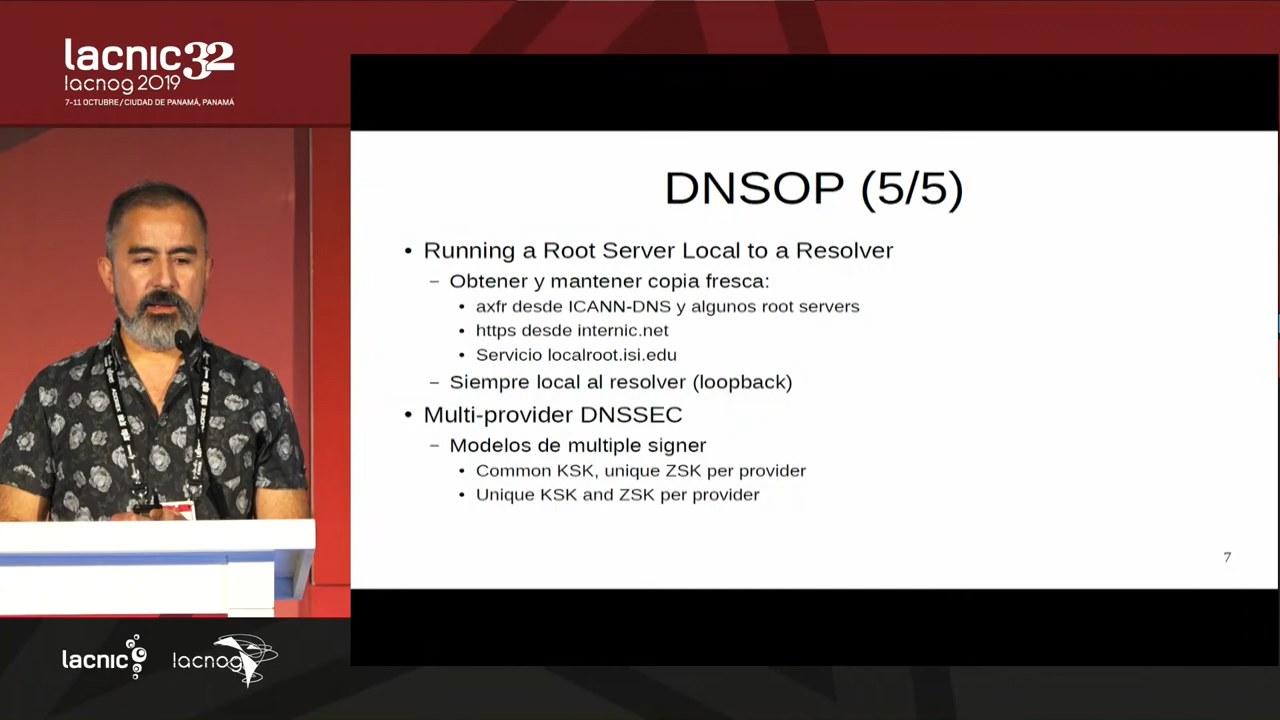 lacnic32
lacnog 2019
7-11 OCTUBRE / CIUDAD DE PANAMÁ, PANAMÁ
DNSOP (5/5)
• Running a Root Server Local to a Resolver
– Obtener y mantener copia fresca:
• axfr desde ICANN-DNS y algunos root servers
• https desde internic.net
• Servicio localroot.isi.edu
– Siempre local al resolver (loopback)
• Multi-provider DNSSEC
– Modelos de multiple signer
• Common KSK, unique ZSK per provider
• Unique KSK and ZSK per provider
7
lacnic
lacnog